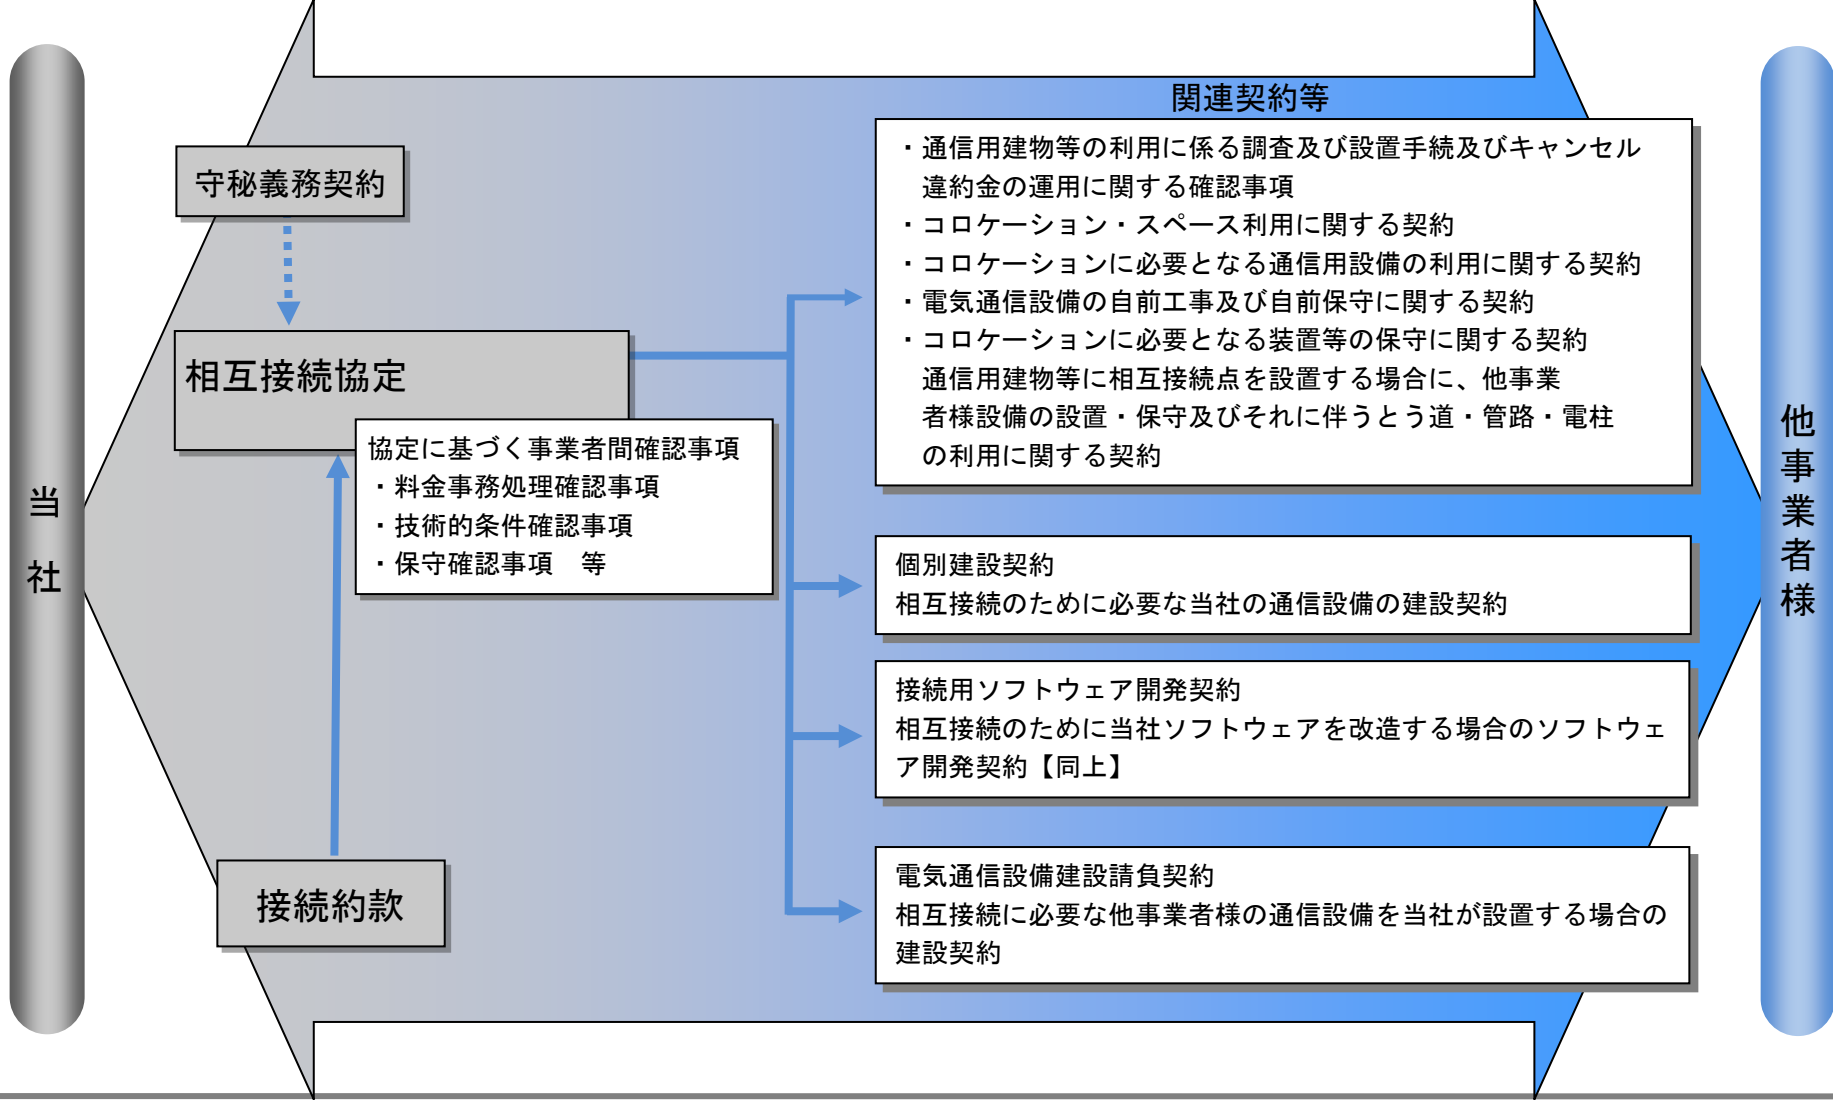 関連契約等
守秘義務契約
・通信用建物等の利用に係る調査及び設置手続及びキャンセル
違約金の運用に関する確認事項
・コロケーション・スペース利用に関する契約
・コロケーションに必要となる通信用設備の利用に関する契約
・電気通信設備の自前工事及び自前保守に関する契約
・コロケーションに必要となる装置等の保守に関する契約
通信用建物等に相互接続点を設置する場合に、他事業
者様設備の設置・保守及びそれに伴うとう道・管路・電柱
の利用に関する契約
相互接続協定
協定に基づく事業者間確認事項
・料金事務処理確認事項
・技術的条件確認事項
・保守確認事項　等
当社
他事業者様
個別建設契約
相互接続のために必要な当社の通信設備の建設契約
接続用ソフトウェア開発契約
相互接続のために当社ソフトウェアを改造する場合のソフトウェ
ア開発契約【同上】
接続約款
電気通信設備建設請負契約
相互接続に必要な他事業者様の通信設備を当社が設置する場合の
建設契約